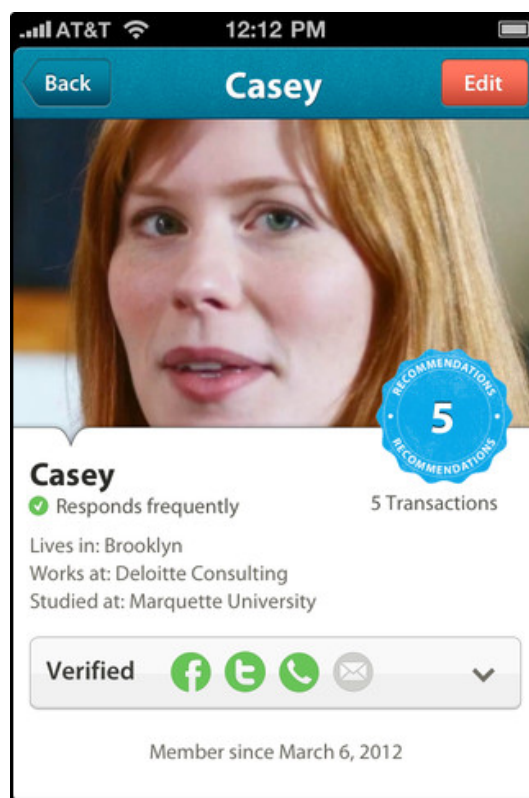 AT&T 12:12 PM
Back Casey Edit
RECOMMENDATIONS
5
RECOMMENDATIONS
Casey
Responds frequently 5 Transactions
Lives in: Brooklyn
Works at: Deloitte Consulting
Studied at: Marquette University
Verified
Member since March 6, 2012